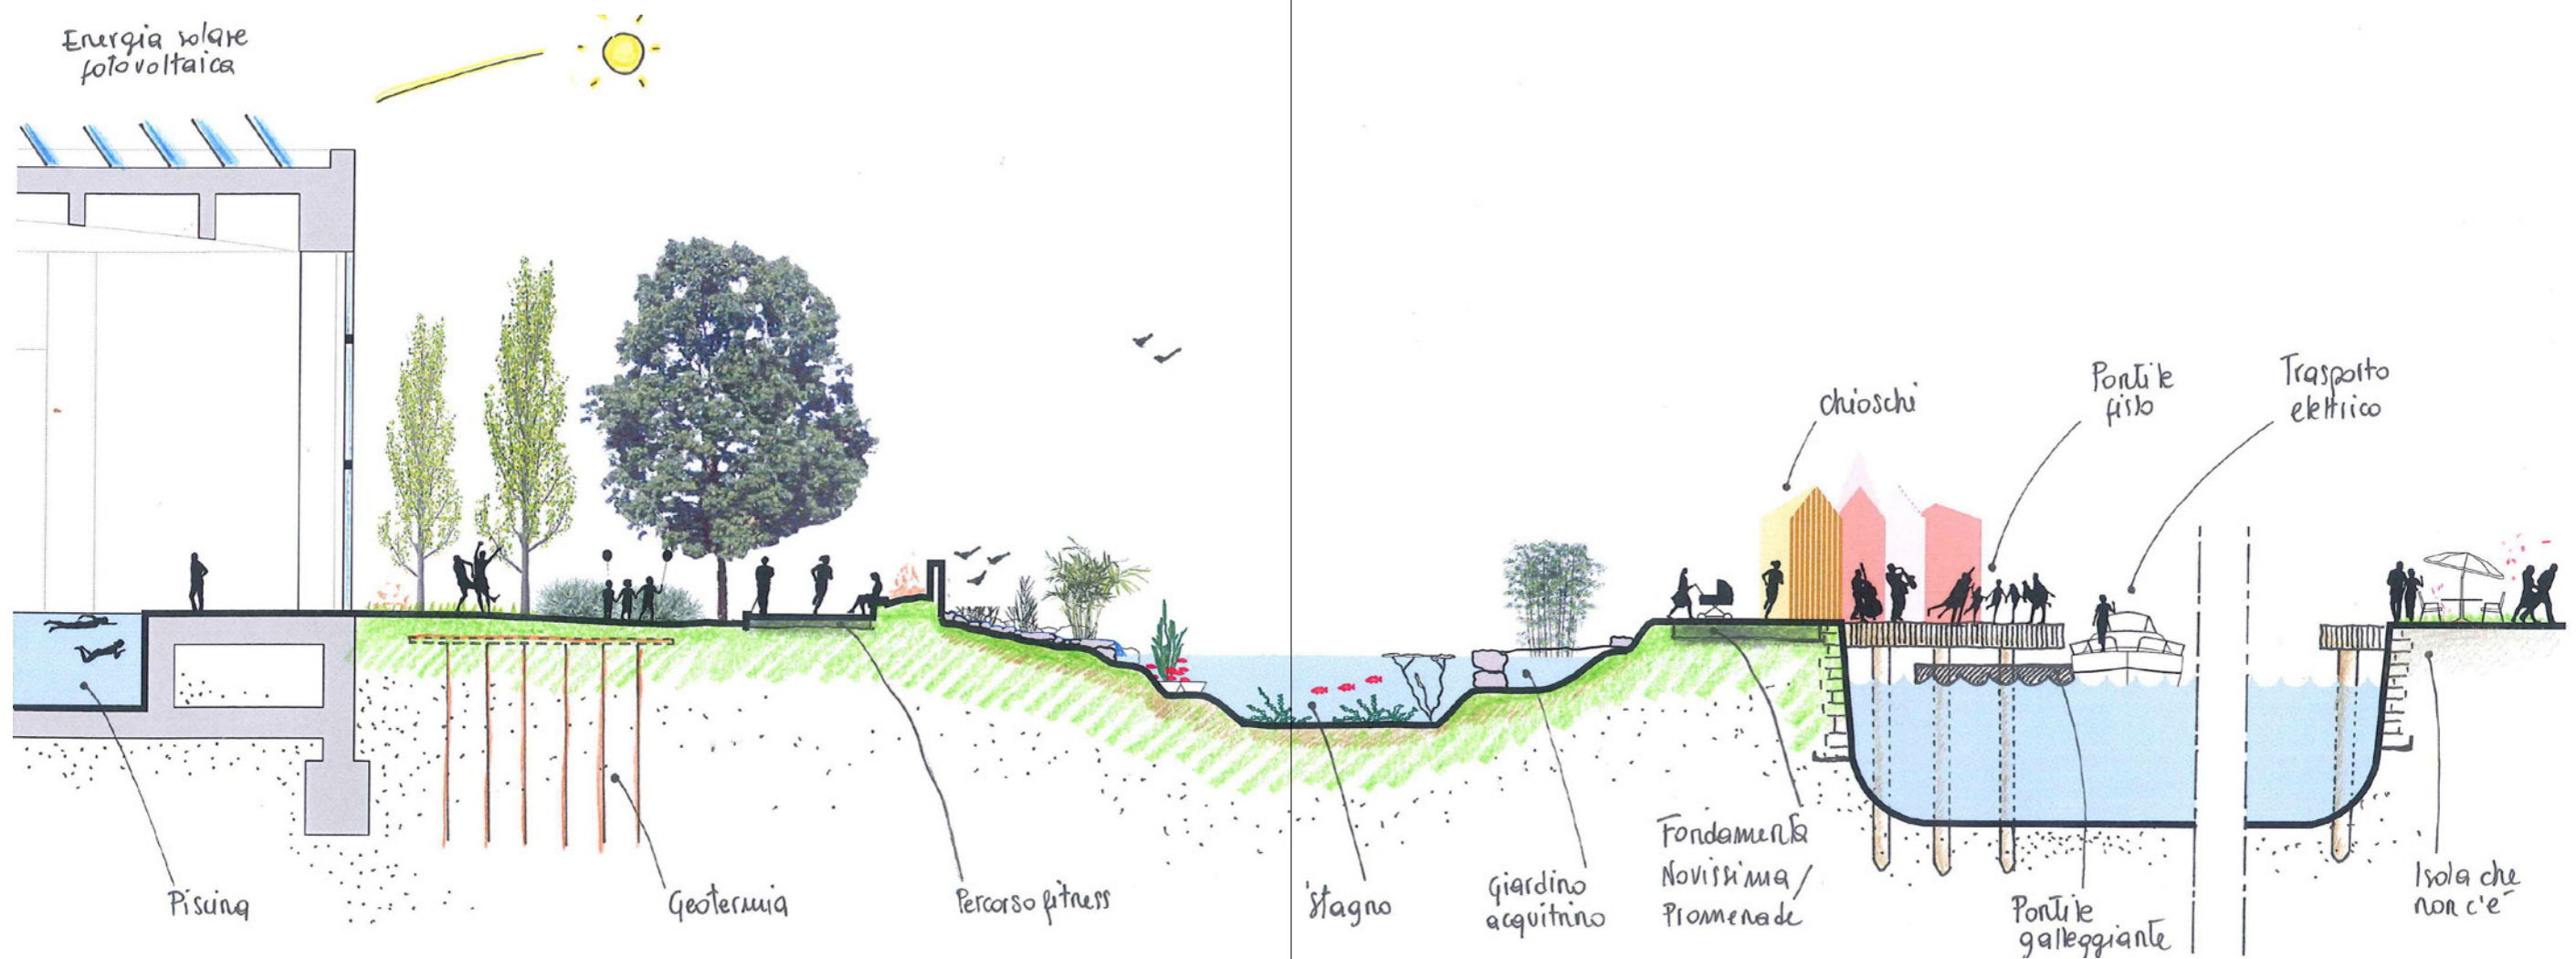 Energia solare
fotovoltaica
chioschi
Pontile
fisso
Trasporto
elettrico
Piscina
Geotermia
Percorso fitness
stagno
giardino
acquitrino
Fondamenta
Novissima/
Promenade
Pontile
galleggiante
Isola che
non c'è